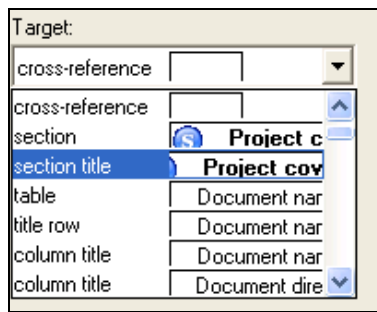 Target:
cross-reference
cross-reference
section S Project c
section title Project cov
table Document nar
title row Document nar
column title Document nar
column title Document dire